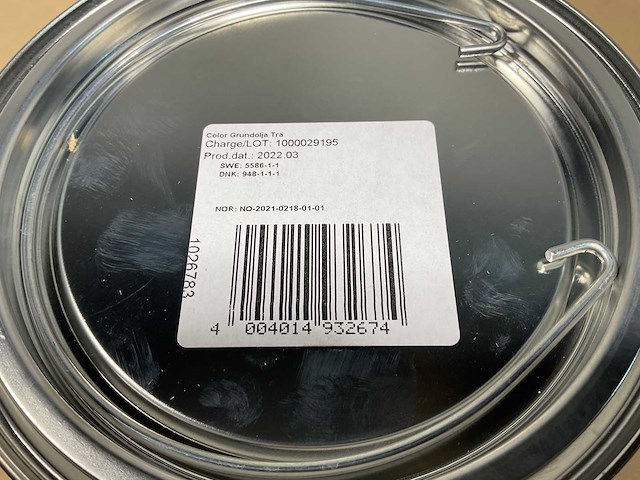 Color Grundolja Trä
Charge/LOT: 1000029195
Prod.dat.: 2022.03
SWE: 5586-1-1
DNK: 948-1-1-1
NOR: NO-2021-0218-01-01
1026783
4 004014 932674